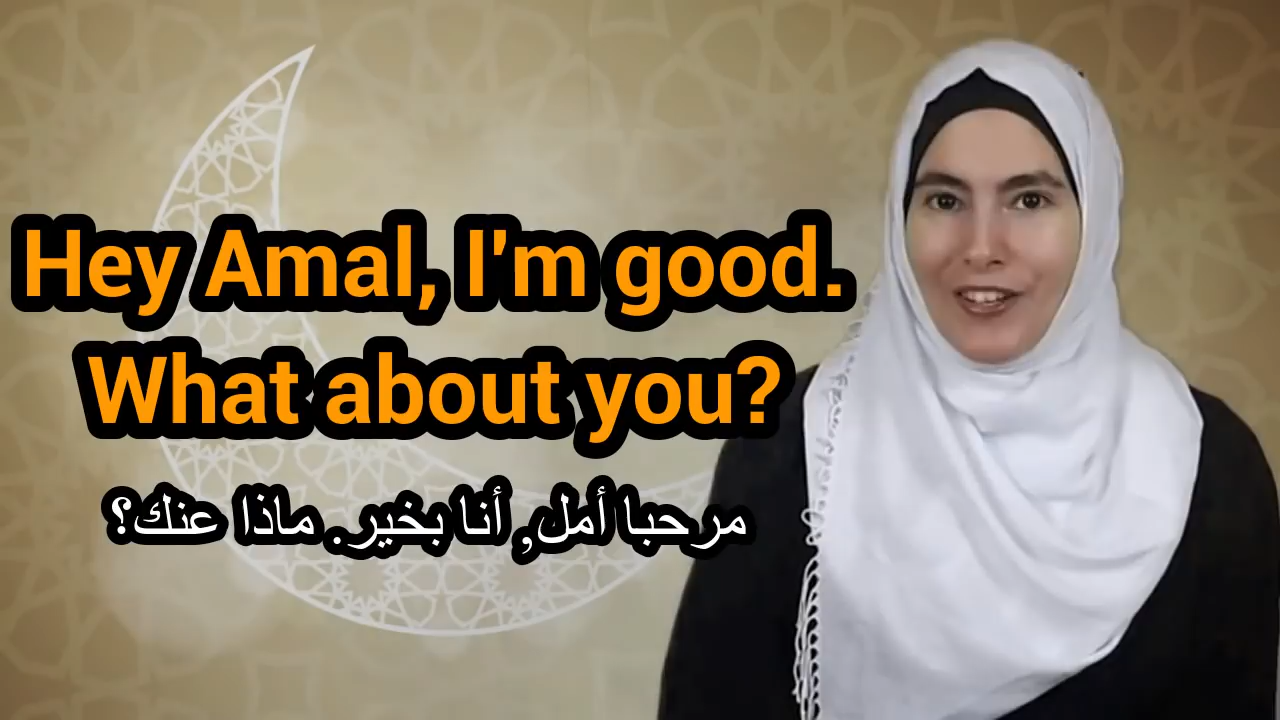 Hey Amal, I'm good.
What about you?
مرحبا أمل, أنا بخير. ماذا عنك؟